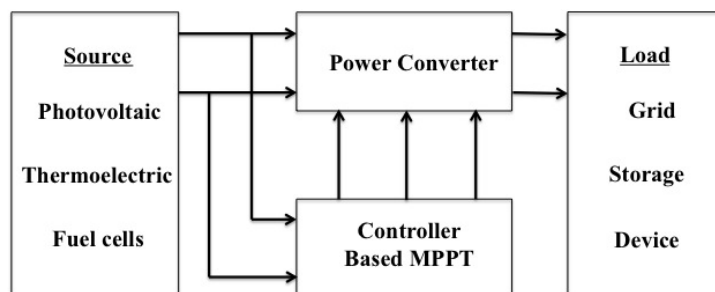 Source
Photovoltaic
Thermoelectric
Fuel cells
Power Converter
Controller
Based MPPT
Load
Grid
Storage
Device